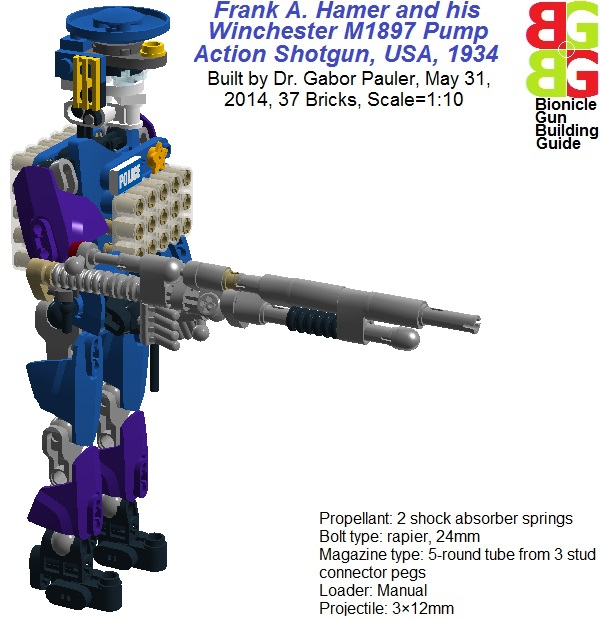 Frank A. Hamer and his
Winchester M1897 Pump
Action Shotgun, USA, 1934
Built by Dr. Gabor Pauler, May 31,
2014, 37 Bricks, Scale=1:10
BG
BG
Bionicle
Gun
Building
Guide
POLICE
Propellant: 2 shock absorber springs
Bolt type: rapier, 24mm
Magazine type: 5-round tube from 3 stud
connector pegs
Loader: Manual
Projectile: 3×12mm